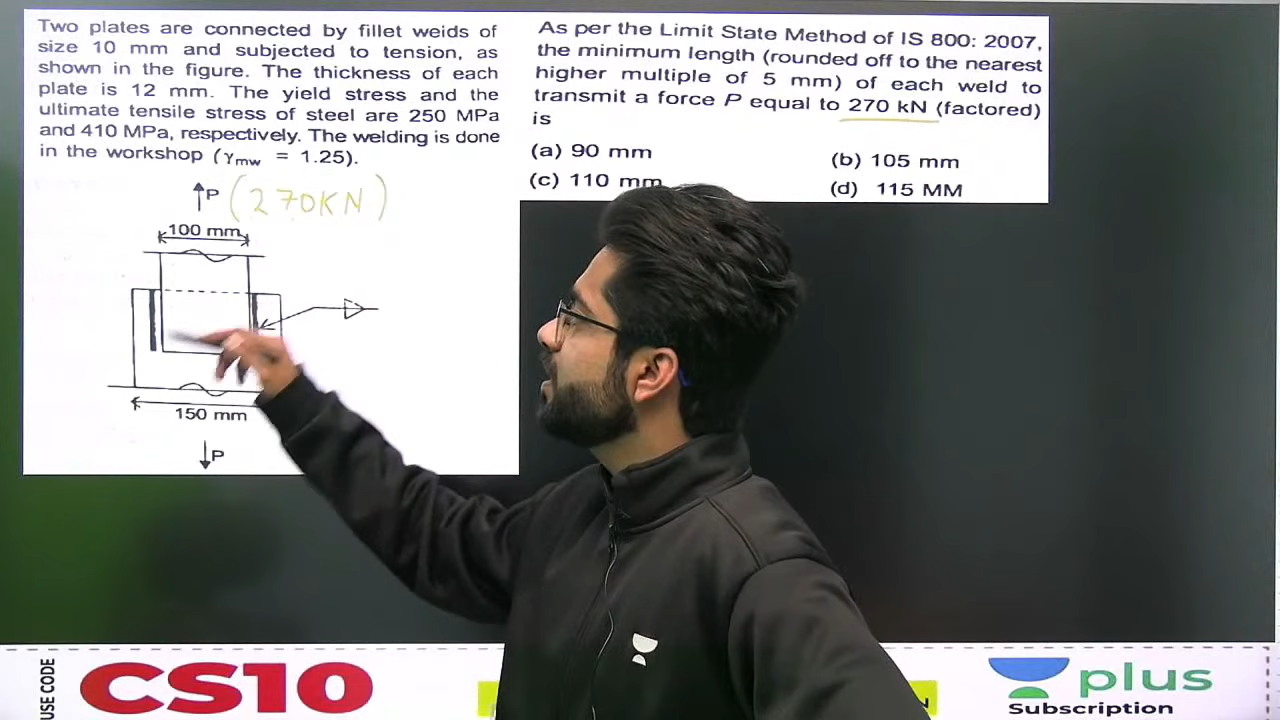 Two plates are connected by fillet weids of
size 10 mm and subjected to tension, as
shown in the figure. The thickness of each
plate is 12 mm. The yield stress and the
ultimate tensile stress of steel are 250 MPa
and 410 MPa, respectively. The welding is done
in the workshop (γmw = 1.25).
P (270KN)
100 mm
150 mm
P
As per the Limit State Method of IS 800: 2007,
the minimum length (rounded off to the nearest
higher multiple of 5 mm) of each weld to
transmit a force P equal to 270 kN (factored)
is
(a) 90 mm
(b) 105 mm
(c) 110 mm
(d) 115 MM
USE CODE
CS10
plus
Subscription